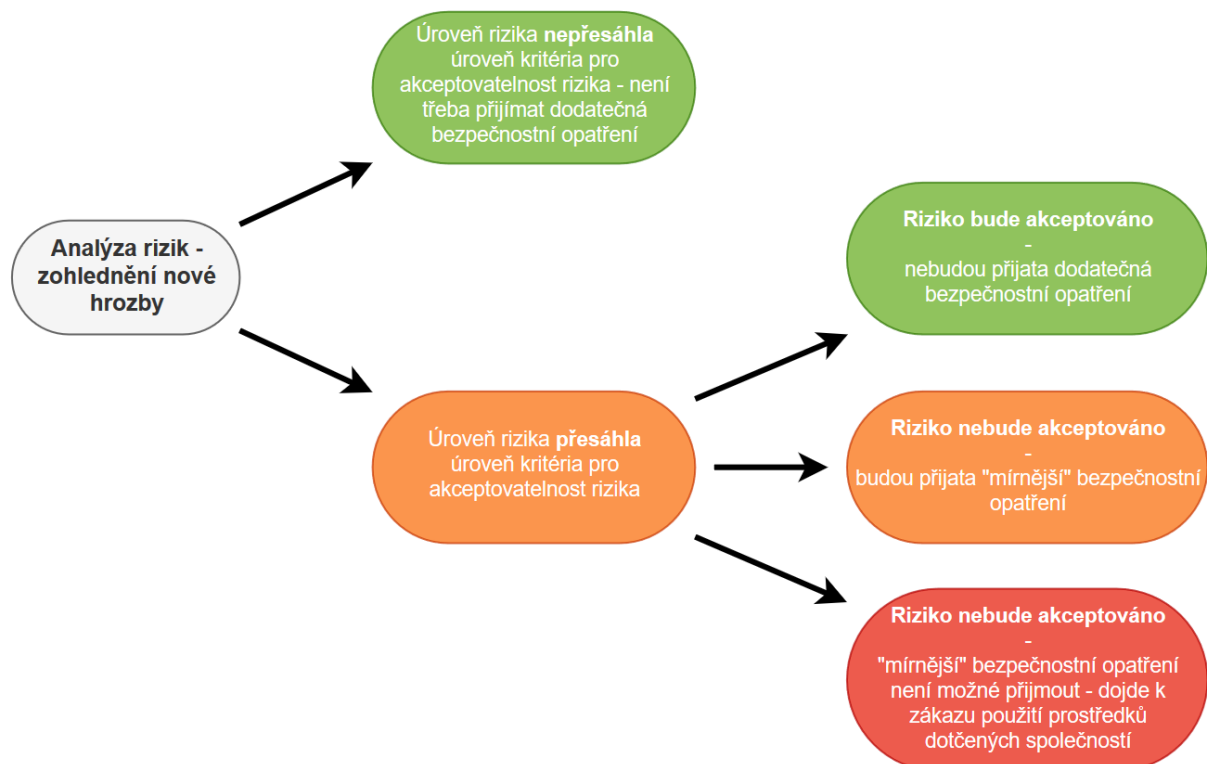 Analýza rizik -
zohlednění nové
hrozby
Úroveň rizika nepřesáhla
úroveň kritéria pro
akceptovatelnost rizika - není
třeba přijímat dodatečná
bezpečnostní opatření
Úroveň rizika přesáhla
úroveň kritéria pro
akceptovatelnost rizika
Riziko bude akceptováno
-
nebudou přijata dodatečná
bezpečnostní opatření
Riziko nebude akceptováno
-
budou přijata "mírnější" bezpečnostní
opatření
Riziko nebude akceptováno
-
"mírnější" bezpečnostní opatření
není možné přijmout - dojde k
zákazu použití prostředků
dotčených společností